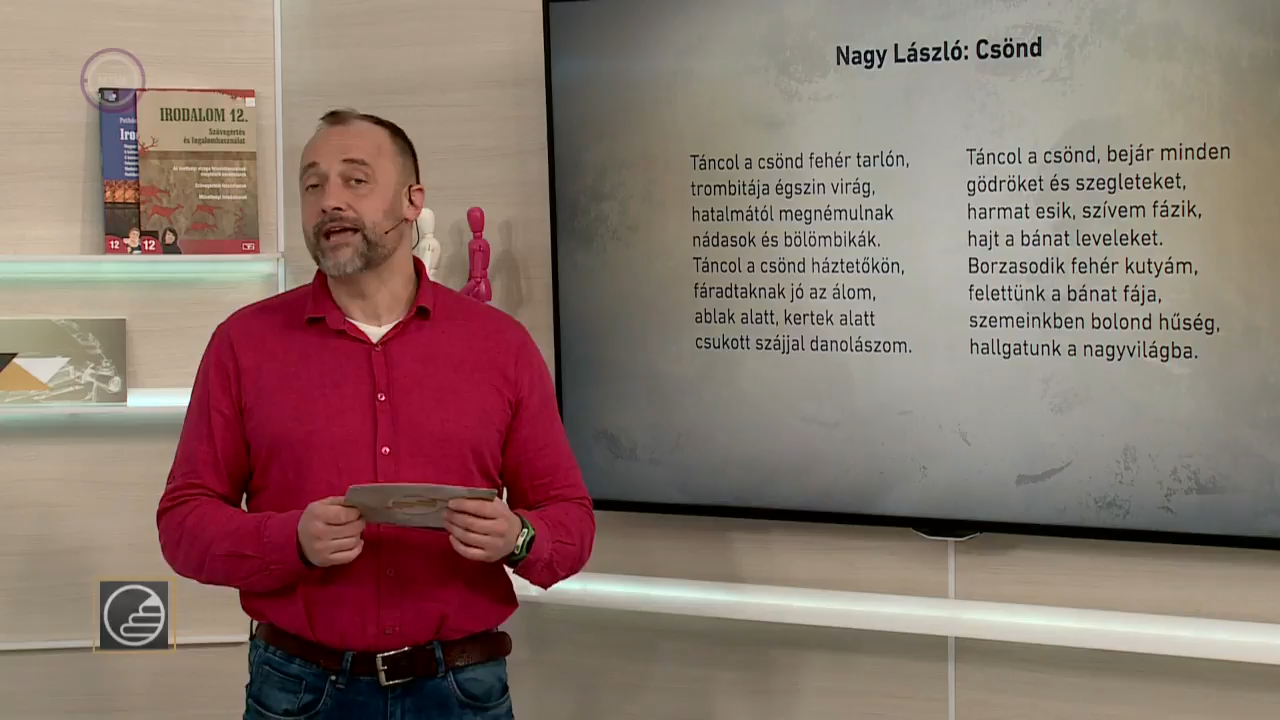 Nagy László: Csönd
Táncol a csönd fehér tarlón,
trombitája égszin virág,
hatalmától megnémulnak
nádasok és bölömbikák.
Táncol a csönd háztetőkön,
fáradtaknak jó az álom,
ablak alatt, kertek alatt
csukott szájjal danolászom.
Táncol a csönd, bejár minden
gödröket és szegleteket,
harmat esik, szívem fázik,
hajt a bánat leveleket.
Borzasodik fehér kutyám,
felettünk a bánat fája,
szemeinkben bolond hűség,
hallgatunk a nagyvilágba.
IRODALOM 12.
Szövegértés
és fogalomhasználat
12
12